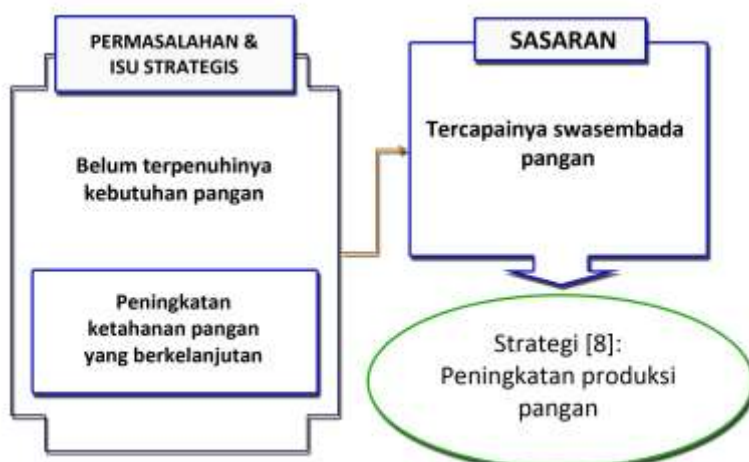 PERMASALAHAN &
ISU STRATEGIS
Belum terpenuhinya
kebutuhan pangan
Peningkatan
ketahanan pangan
yang berkelanjutan
SASARAN
Tercapainya swasembada
pangan
Strategi [8]:
Peningkatan produksi
pangan